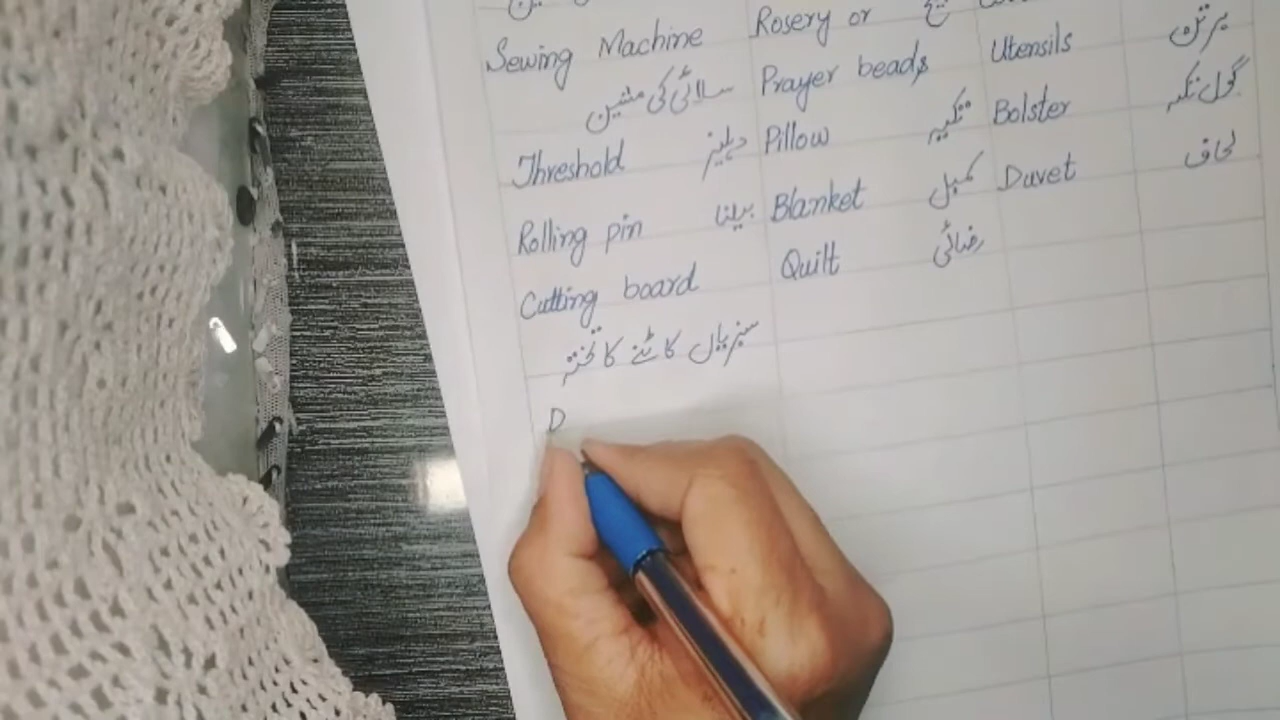 Sewing Machine
سلائی کی مشین
Threshold دہلیز
Rolling pin بیلنا
Cutting board
سبزیاں کاٹنے کا تختہ
D
Rosery or
Prayer beads
Pillow تکیہ
Blanket کمبل
Quilt رضائی
Utensils برتن
Bolster گول تکیہ
Duvet لحاف